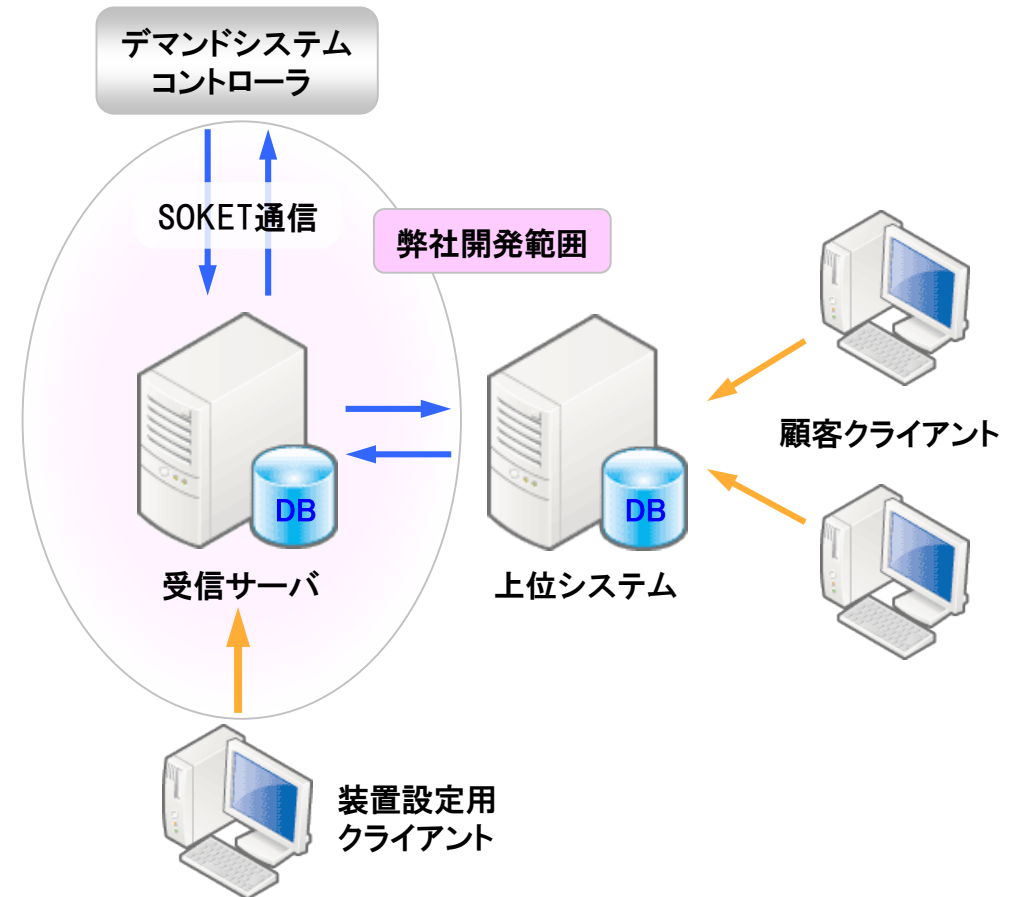 デマンドシステム
コントローラ
SOKET通信
弊社開発範囲
顧客クライアント
DB
DB
受信サーバ
上位システム
装置設定用
クライアント